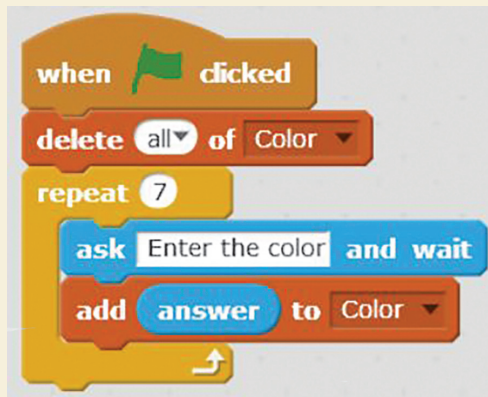 when clicked
delete all of Color
repeat 7
ask Enter the color and wait
add answer to Color